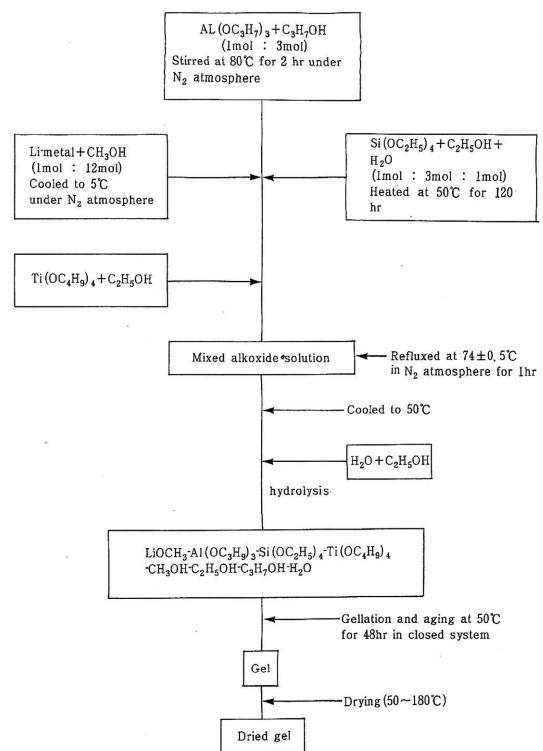 AL(OC₃H₇)₃+C₃H₇OH
(1mol : 3mol)
Stirred at 80℃ for 2 hr under
N₂ atmosphere
Li-metal+CH₃OH
(1mol : 12mol)
Cooled to 5℃
under N₂ atmosphere
Si(OC₂H₅)₄+C₂H₅OH+
H₂O
(1mol : 3mol : 1mol)
Heated at 50℃ for 120
hr
Ti(OC₄H₉)₄+C₂H₅OH
Mixed alkoxide solution
Refluxed at 74±0.5℃
in N₂ atmosphere for 1hr
Cooled to 50℃
H₂O+C₂H₅OH
hydrolysis
LiOCH₃-Al(OC₃H₉)₃-Si(OC₂H₅)₄-Ti(OC₄H₉)₄
-CH₃OH-C₂H₅OH-C₃H₇OH-H₂O
Gellation and aging at 50℃
for 48hr in closed system
Gel
Drying(50~180℃)
Dried gel